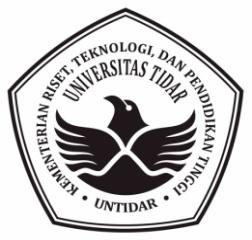 KEMENTERIAN RISET, TEKNOLOGI, DAN PENDIDIKAN TINGGI
UNIVERSITAS TIDAR
• UNTIDAR •